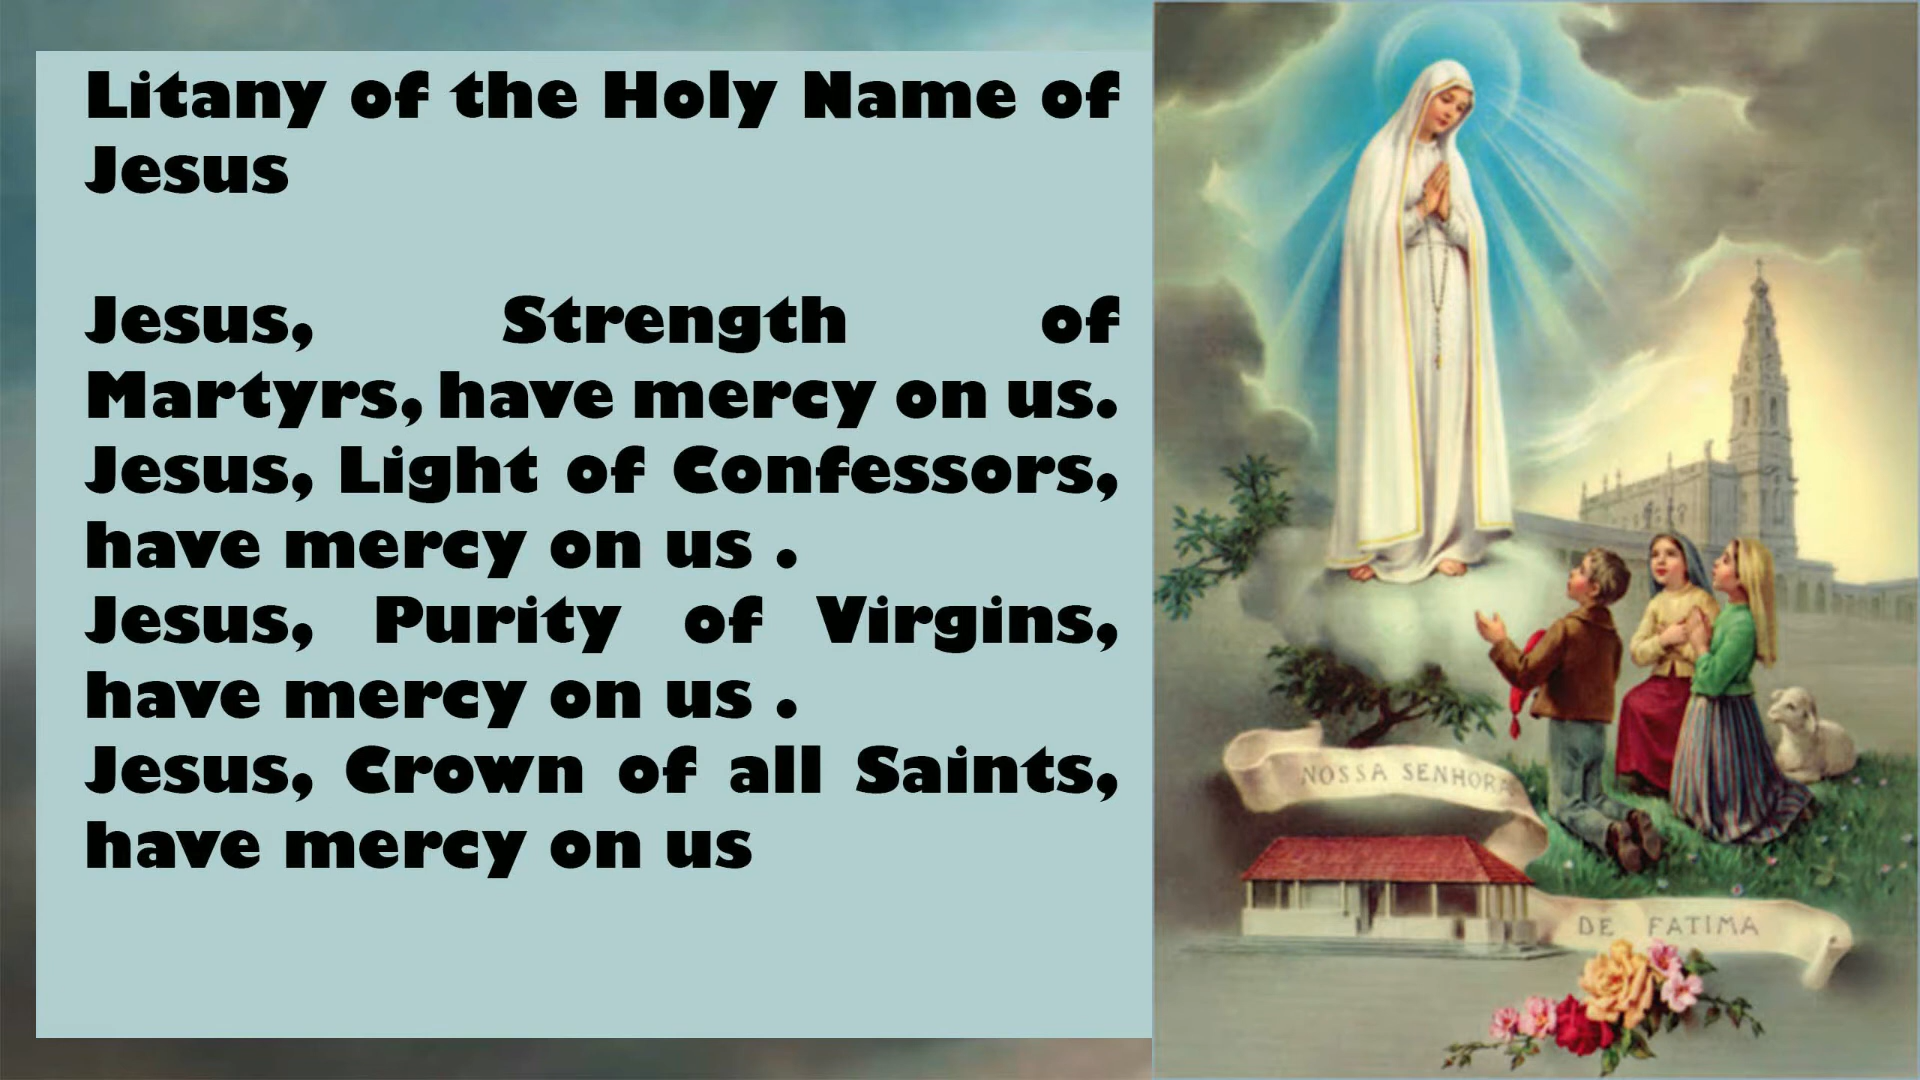 Litany of the Holy Name of
Jesus
Jesus, Strength of
Martyrs, have mercy on us.
Jesus, Light of Confessors,
have mercy on us .
Jesus, Purity of Virgins,
have mercy on us .
Jesus, Crown of all Saints,
have mercy on us
NOSSA SENHORA
DE FATIMA